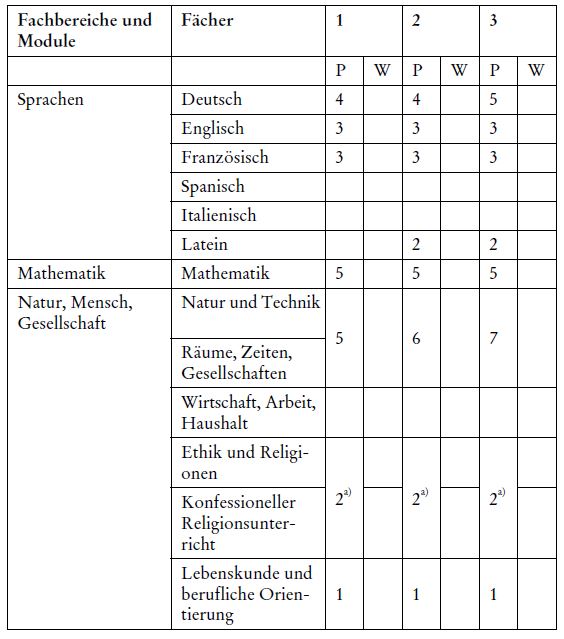 Fachbereiche und Fächer 1 2 3
Module
P W P W P W
Sprachen Deutsch 4 4 5
Englisch 3 3 3
Französisch 3 3 3
Spanisch
Italienisch
Latein 2 2
Mathematik Mathematik 5 5 5
Natur, Mensch, Natur und Technik
Gesellschaft
5 6 7
Räume, Zeiten,
Gesellschaften
Wirtschaft, Arbeit,
Haushalt
Ethik und Religi-
onen
2a) 2a) 2a)
Konfessioneller
Religionsunter-
richt
Lebenskunde und
berufliche Orien- 1 1 1
tierung